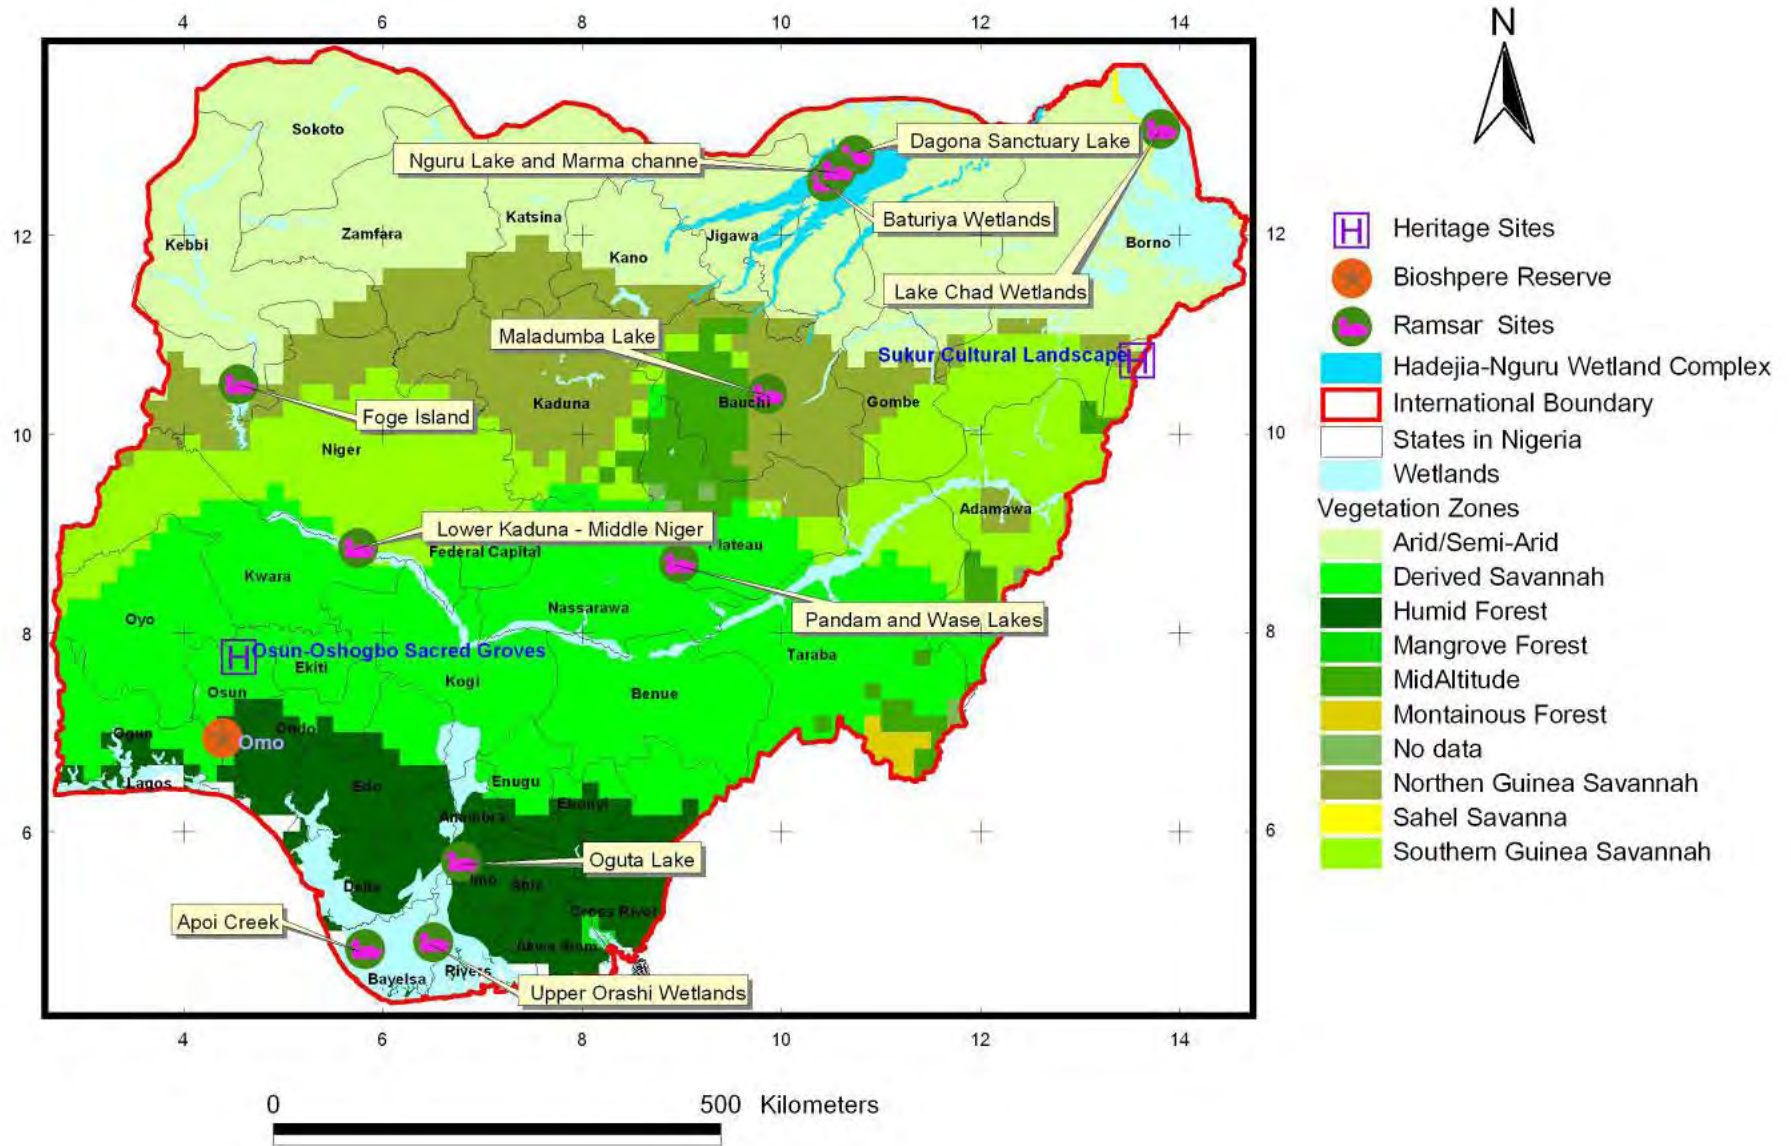 4 6 8 10 12 14
N
Sokoto
Dagona Sanctuary Lake
Nguru Lake and Marma channe
Katsina
Baturiya Wetlands
Heritage Sites
12 Kebbi Zamfara Kano Jigawa Borno 12
Bioshpere Reserve
Lake Chad Wetlands
Ramsar Sites
Maladumba Lake
Sukur Cultural Landscape
Hadejia-Nguru Wetland Complex
Foge Island
Kaduna Bauchi Gombe
International Boundary
10 10
States in Nigeria
Niger
Wetlands
Vegetation Zones
Adamawa
Lower Kaduna - Middle Niger
Federal Capital Plateau
Arid/Semi-Arid
Kwara
Derived Savannah
Nassarawa
Humid Forest
Oyo
Pandam and Wase Lakes
8 8
Mangrove Forest
Osun-Oshogbo Sacred Groves
Ekiti Taraba
MidAltitude
Osun Kogi Benue
Montainous Forest
Ogun Ondo
Omo
No data
Lagos Edo Enugu
Northen Guinea Savannah
Ebonyi
Anambra
Sahel Savanna
6 6
Southern Guinea Savannah
Oguta Lake
Delta Imo Abia
Cross River
Apoi Creek
Akwa Ibom
Bayelsa Rivers
Upper Orashi Wetlands
4 6 8 10 12 14
0 500 Kilometers